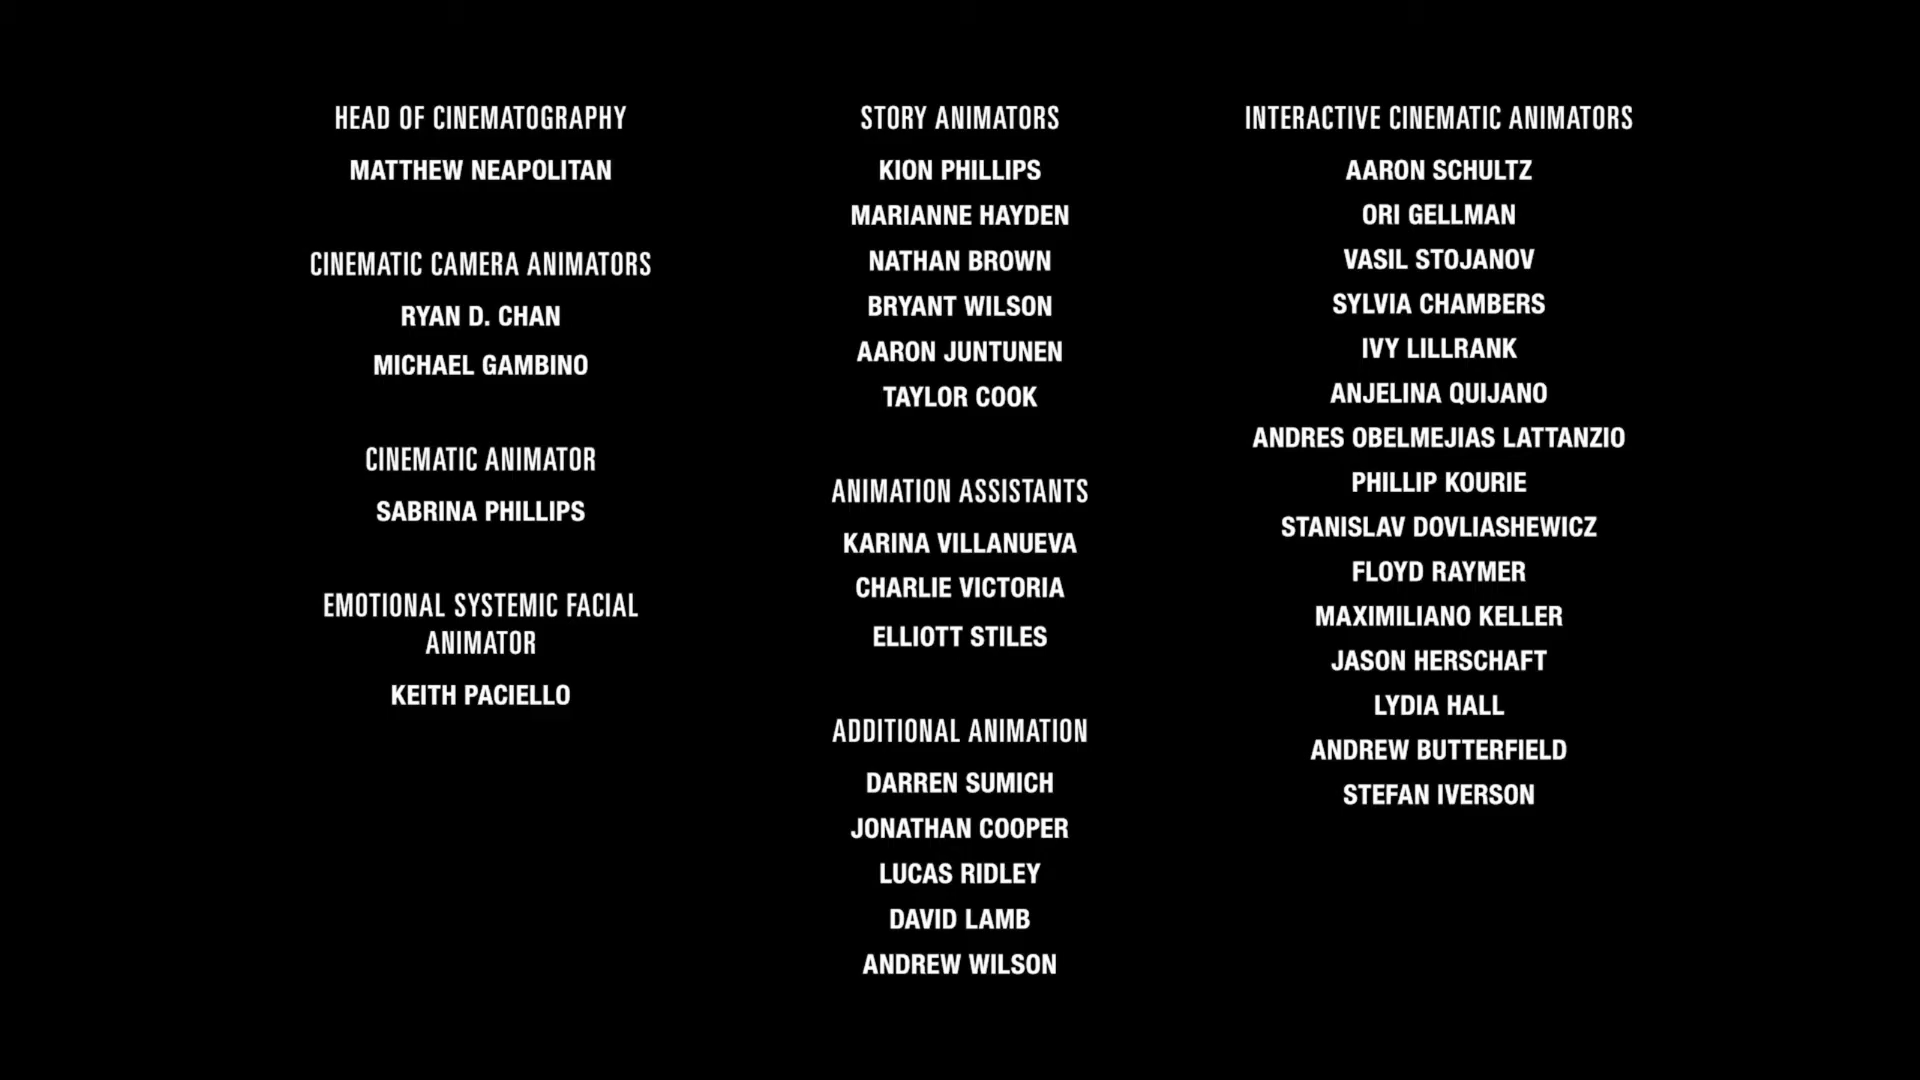 HEAD OF CINEMATOGRAPHY
MATTHEW NEAPOLITAN
CINEMATIC CAMERA ANIMATORS
RYAN D. CHAN
MICHAEL GAMBINO
CINEMATIC ANIMATOR
SABRINA PHILLIPS
EMOTIONAL SYSTEMIC FACIAL
ANIMATOR
KEITH PACIELLO
STORY ANIMATORS
KION PHILLIPS
MARIANNE HAYDEN
NATHAN BROWN
BRYANT WILSON
AARON JUNTUNEN
TAYLOR COOK
ANIMATION ASSISTANTS
KARINA VILLANUEVA
CHARLIE VICTORIA
ELLIOTT STILES
ADDITIONAL ANIMATION
DARREN SUMICH
JONATHAN COOPER
LUCAS RIDLEY
DAVID LAMB
ANDREW WILSON
INTERACTIVE CINEMATIC ANIMATORS
AARON SCHULTZ
ORI GELLMAN
VASIL STOJANOV
SYLVIA CHAMBERS
IVY LILLRANK
ANJELINA QUIJANO
ANDRES OBELMEJIAS LATTANZIO
PHILLIP KOURIE
STANISLAV DOVLIASHEWICZ
FLOYD RAYMER
MAXIMILIANO KELLER
JASON HERSCHAFT
LYDIA HALL
ANDREW BUTTERFIELD
STEFAN IVERSON